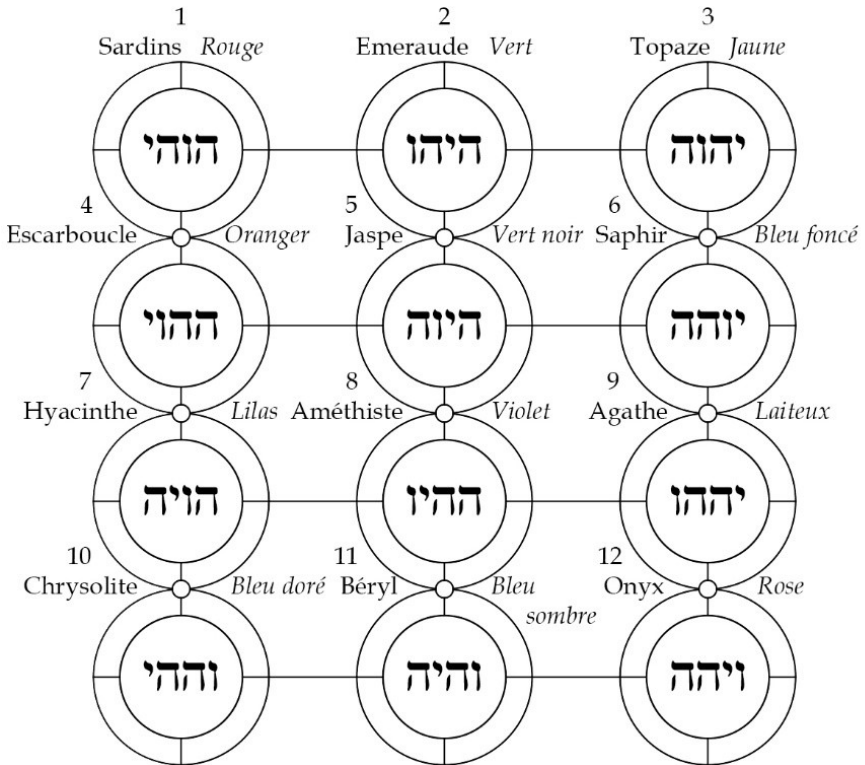 1 2 3
Sardins Rouge Emeraude Vert Topaze Jaune
הוהי
היהו
יהוה
4 5 6
Escarboucle Oranger Jaspe Vert noir Saphir Bleu foncé
ההוי
היוה
יוהה
7 8 9
Hyacinthe Lilas Améthiste Violet Agathe Laiteux
הויה
ההיו
יההו
10 11 12
Chrysolite Bleu doré Béryl Bleu Onyx Rose
sombre
וההי
והיה
ויהה